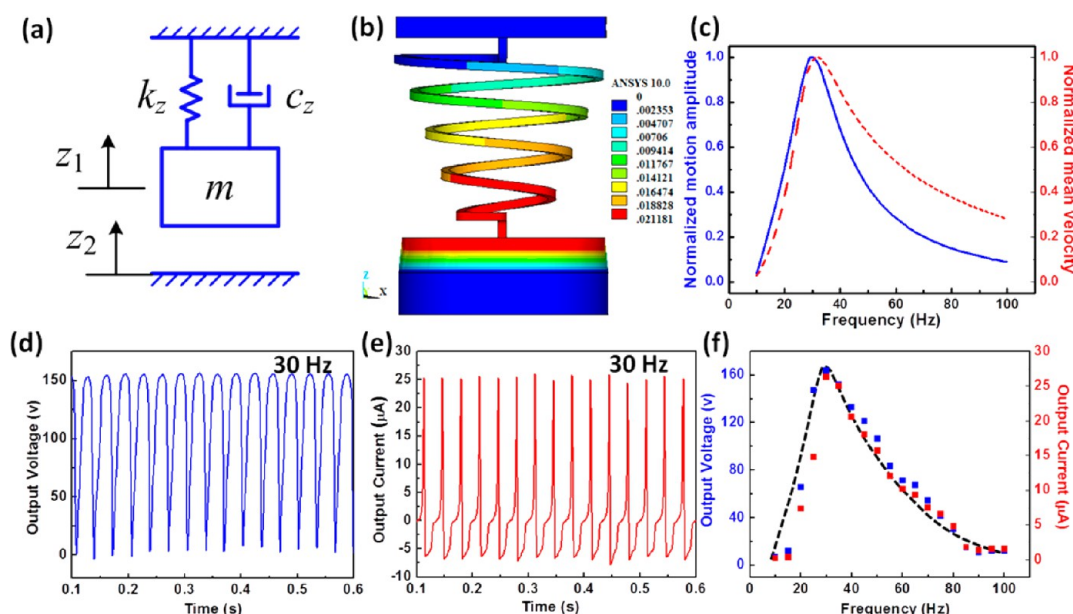 (a)
k_z
c_z
z_1
m
z_2
(b)
ANSYS 10.0
0
.002353
.004707
.00706
.009414
.011767
.014121
.016474
.018828
.021181
z
x
(c)
Normalized motion amplitude
1.0
0.8
0.6
0.4
0.2
0.0
0 20 40 60 80 100
Frequency (Hz)
1.0
0.8
0.6
0.4
0.2
0.0
Normalized mean velocity
(d)
30 Hz
Output Voltage (v)
150
100
50
0
0.1 0.2 0.3 0.4 0.5 0.6
Time (s)
(e)
30 Hz
Output Current (μA)
30
25
20
15
10
5
0
-5
-10
0.1 0.2 0.3 0.4 0.5 0.6
Time (s)
(f)
Output Voltage (v)
160
120
80
40
0
0 20 40 60 80 100
Frequency (Hz)
30
25
20
15
10
5
0
Output Current (μA)